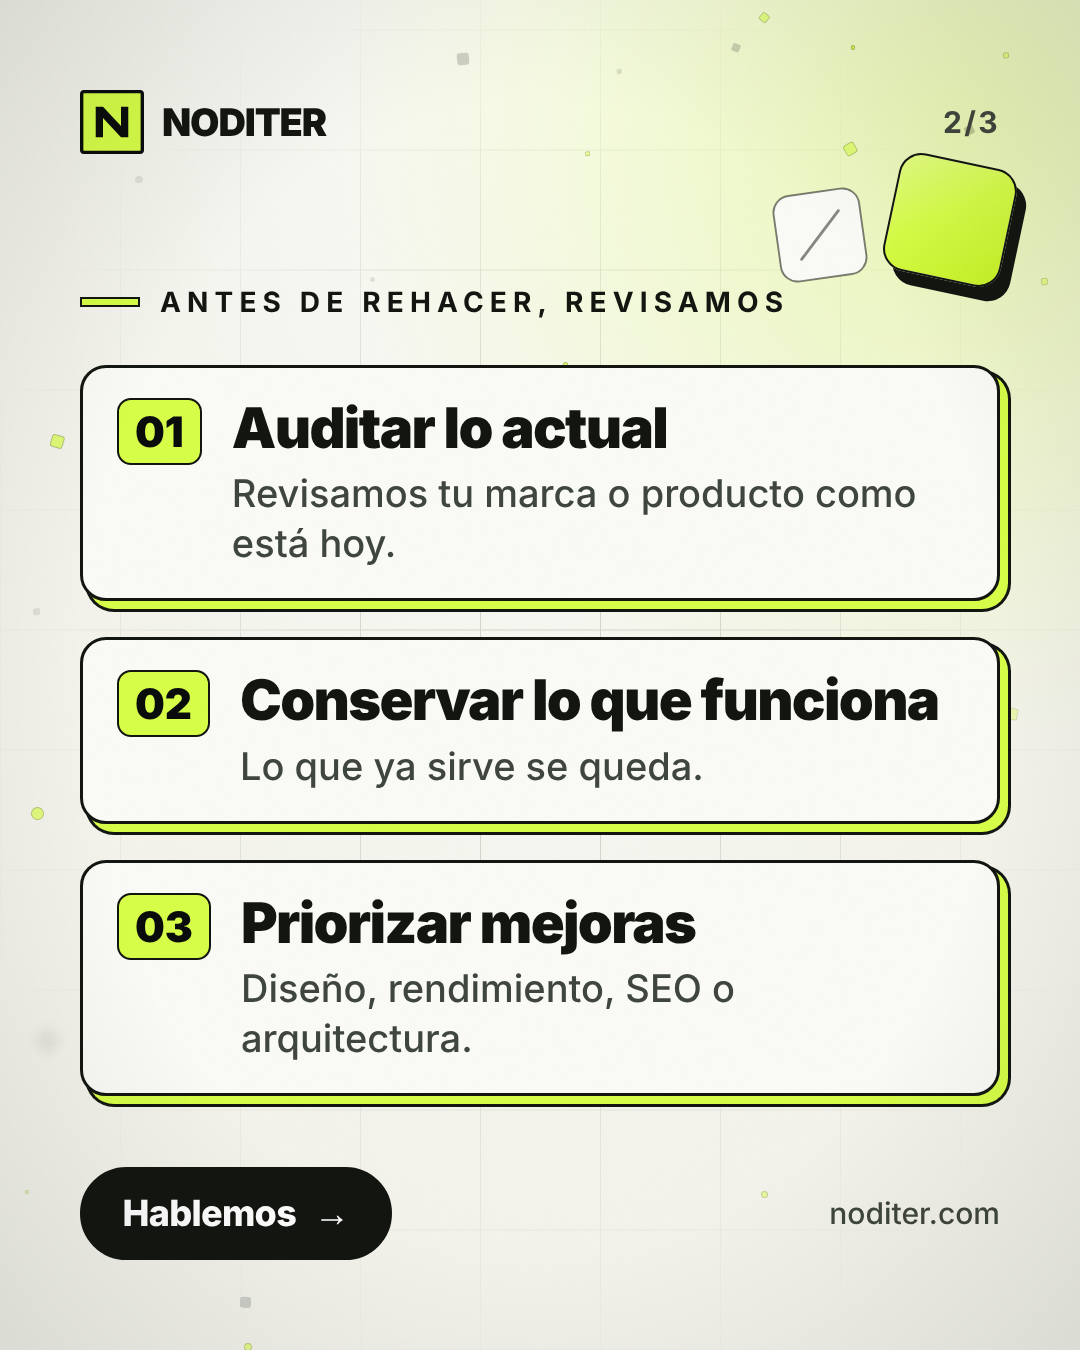 N NODITER
2/3
ANTES DE REHACER, REVISAMOS
01 Auditar lo actual
Revisamos tu marca o producto como
está hoy.
02 Conservar lo que funciona
Lo que ya sirve se queda.
03 Priorizar mejoras
Diseño, rendimiento, SEO o
arquitectura.
Hablemos →
noditer.com